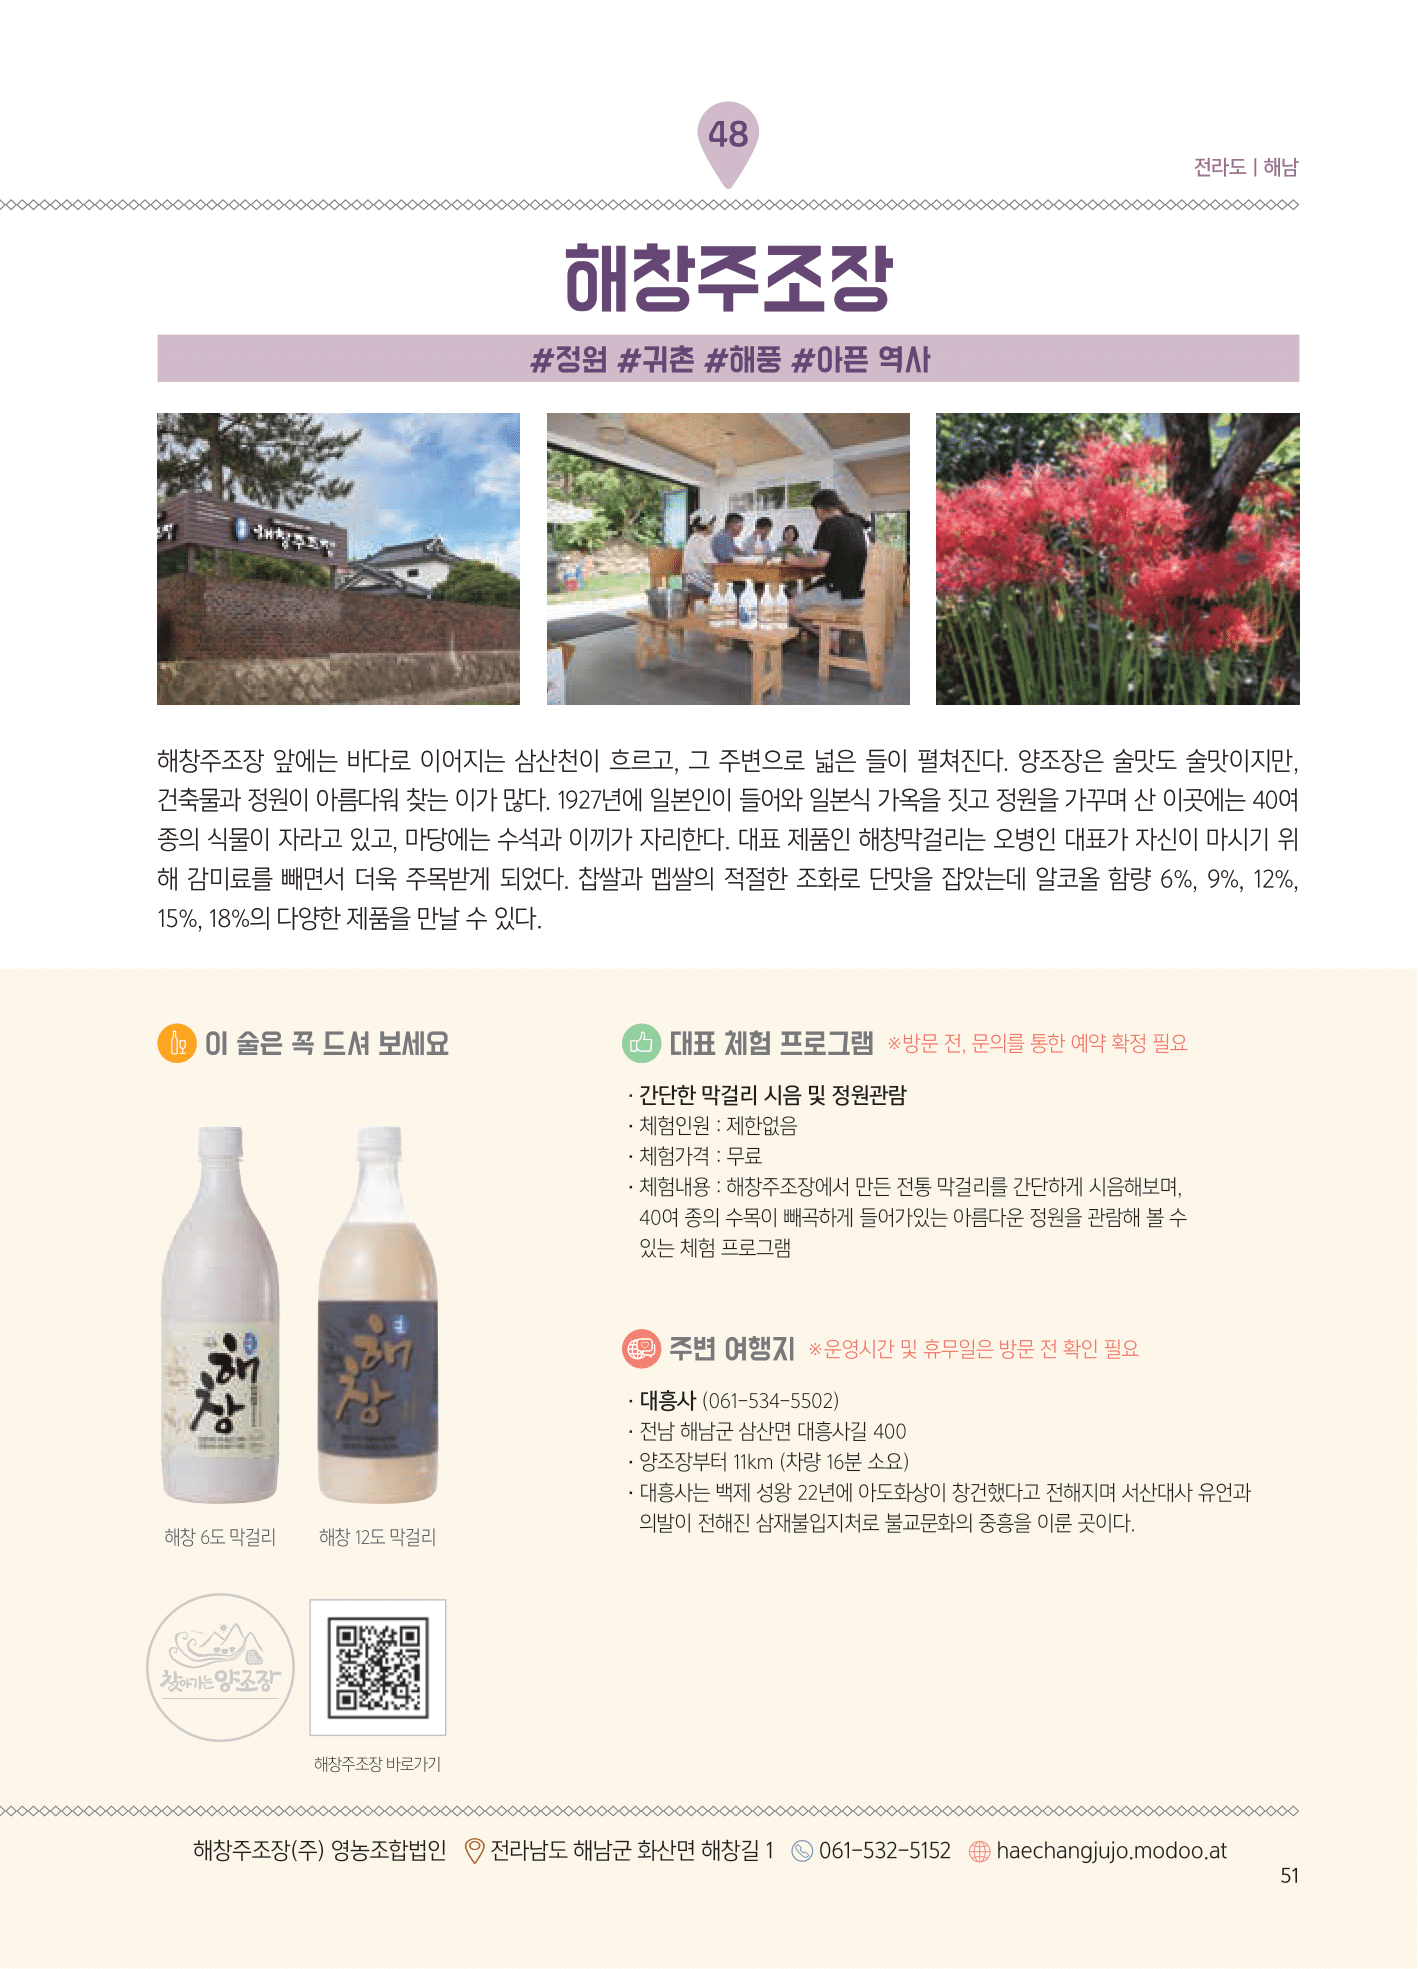 48
전라도 | 해남
해창주조장
#정원 #귀촌 #해풍 #아픈 역사
해창주조장
해창주조장 앞에는 바다로 이어지는 삼산천이 흐르고, 그 주변으로 넓은 들이 펼쳐진다. 양조장은 술맛도 술맛이지만,
건축물과 정원이 아름다워 찾는 이가 많다. 1927년에 일본인이 들어와 일본식 가옥을 짓고 정원을 가꾸며 산 이곳에는 40여
종의 식물이 자라고 있고, 마당에는 수석과 이끼가 자리한다. 대표 제품인 해창막걸리는 오병인 대표가 자신이 마시기 위
해 감미료를 빼면서 더욱 주목받게 되었다. 찹쌀과 멥쌀의 적절한 조화로 단맛을 잡았는데 알코올 함량 6%, 9%, 12%,
15%, 18%의 다양한 제품을 만날 수 있다.
이 술은 꼭 드셔 보세요
해창
해창
해창 6도 막걸리
해창 12도 막걸리
찾아가는 양조장
해창주조장 바로가기
대표 체험 프로그램 ※방문 전, 문의를 통한 예약 확정 필요
· 간단한 막걸리 시음 및 정원관람
· 체험인원 : 제한없음
· 체험가격 : 무료
· 체험내용 : 해창주조장에서 만든 전통 막걸리를 간단하게 시음해보며,
40여 종의 수목이 빼곡하게 들어가있는 아름다운 정원을 관람해 볼 수
있는 체험 프로그램
주변 여행지 ※운영시간 및 휴무일은 방문 전 확인 필요
· 대흥사 (061-534-5502)
· 전남 해남군 삼산면 대흥사길 400
· 양조장부터 11km (차량 16분 소요)
· 대흥사는 백제 성왕 22년에 아도화상이 창건했다고 전해지며 서산대사 유언과
의발이 전해진 삼재불입지처로 불교문화의 중흥을 이룬 곳이다.
해창주조장(주) 영농조합법인 전라남도 해남군 화산면 해창길 1 061-532-5152 haechangjujo.modoo.at
51